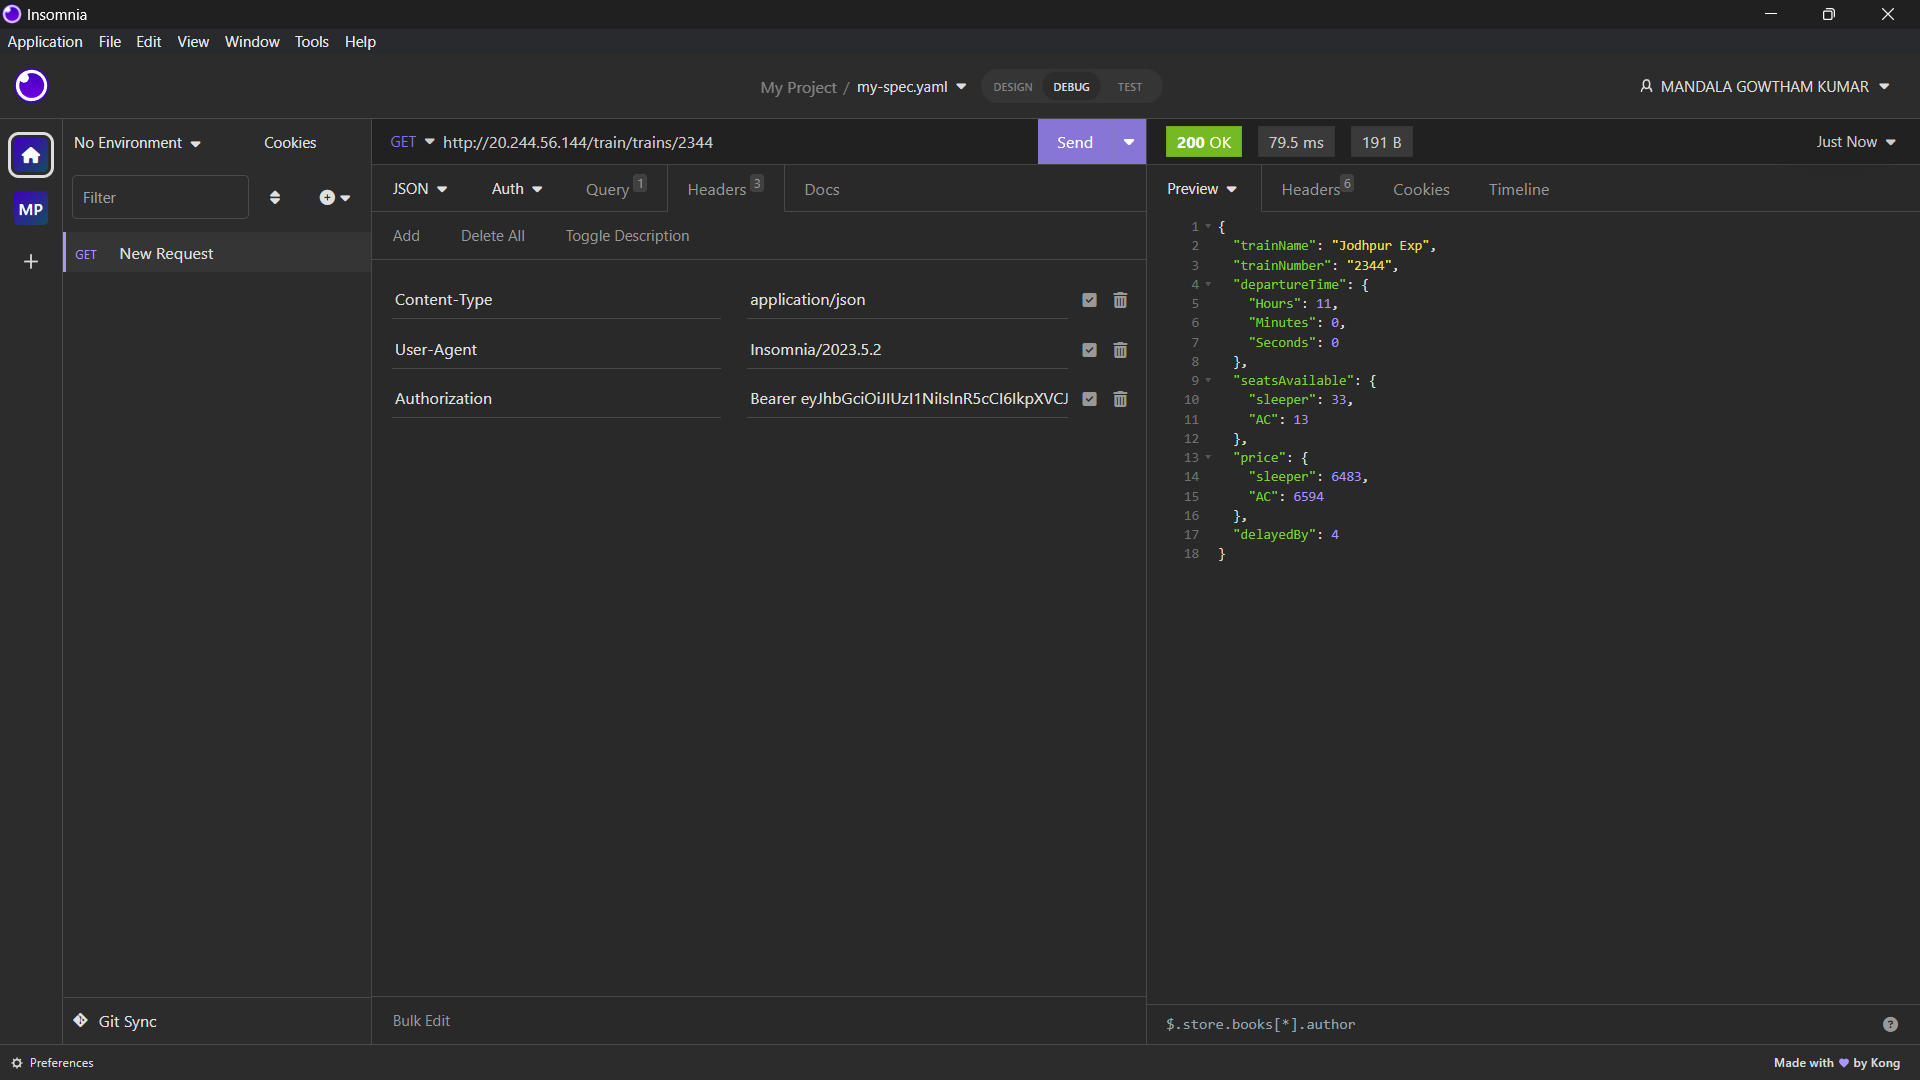 Insomnia
Application File Edit View Window Tools Help
My Project / my-spec.yaml DESIGN DEBUG TEST MANDALA GOWTHAM KUMAR
No Environment Cookies
GET http://20.244.56.144/train/trains/2344 Send
200 OK 79.5 ms 191 B Just Now
MP
Filter
GET New Request
JSON Auth Query 1 Headers 3 Docs
Add Delete All Toggle Description
Content-Type application/json
User-Agent Insomnia/2023.5.2
Authorization Bearer eyJhbGciOiJIUzI1NiIsInR5cCI6IkpXVCJ
Preview Headers 6 Cookies Timeline
1 {
2 "trainName": "Jodhpur Exp",
3 "trainNumber": "2344",
4 "departureTime": {
5 "Hours": 11,
6 "Minutes": 0,
7 "Seconds": 0
8 },
9 "seatsAvailable": {
10 "sleeper": 33,
11 "AC": 13
12 },
13 "price": {
14 "sleeper": 6483,
15 "AC": 6594
16 },
17 "delayedBy": 4
18 }
Git Sync
Bulk Edit
$.store.books[*].author
Preferences
Made with by Kong